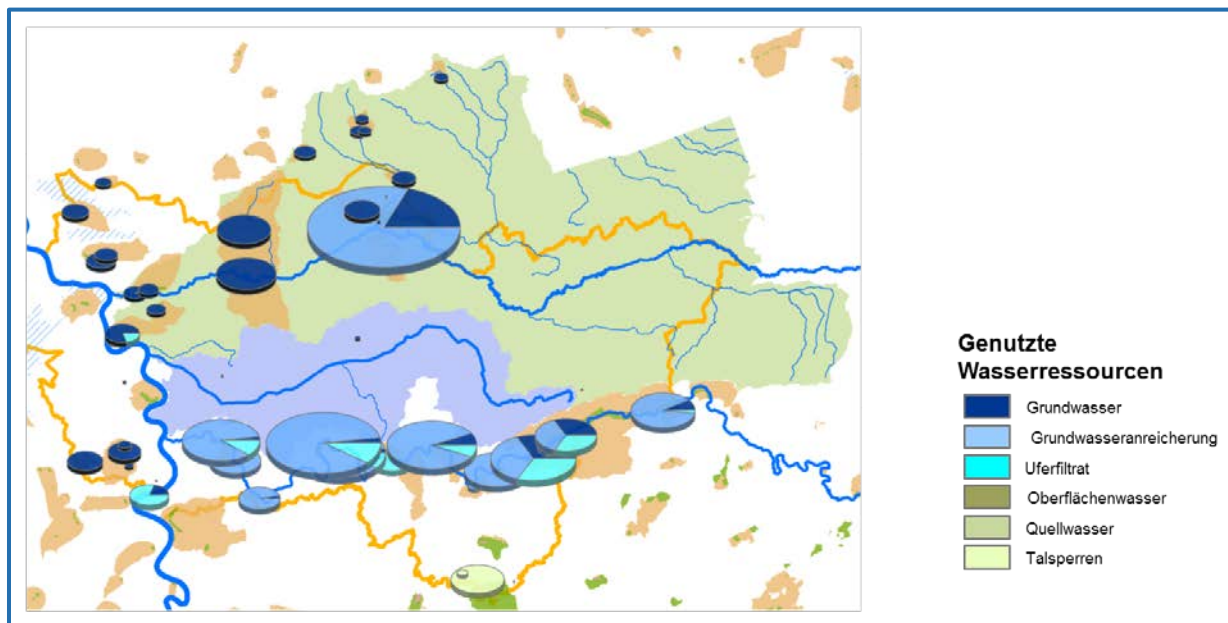 Genutzte
Wasserressourcen
Grundwasser
Grundwasseranreicherung
Uferfiltrat
Oberflächenwasser
Quellwasser
Talsperren